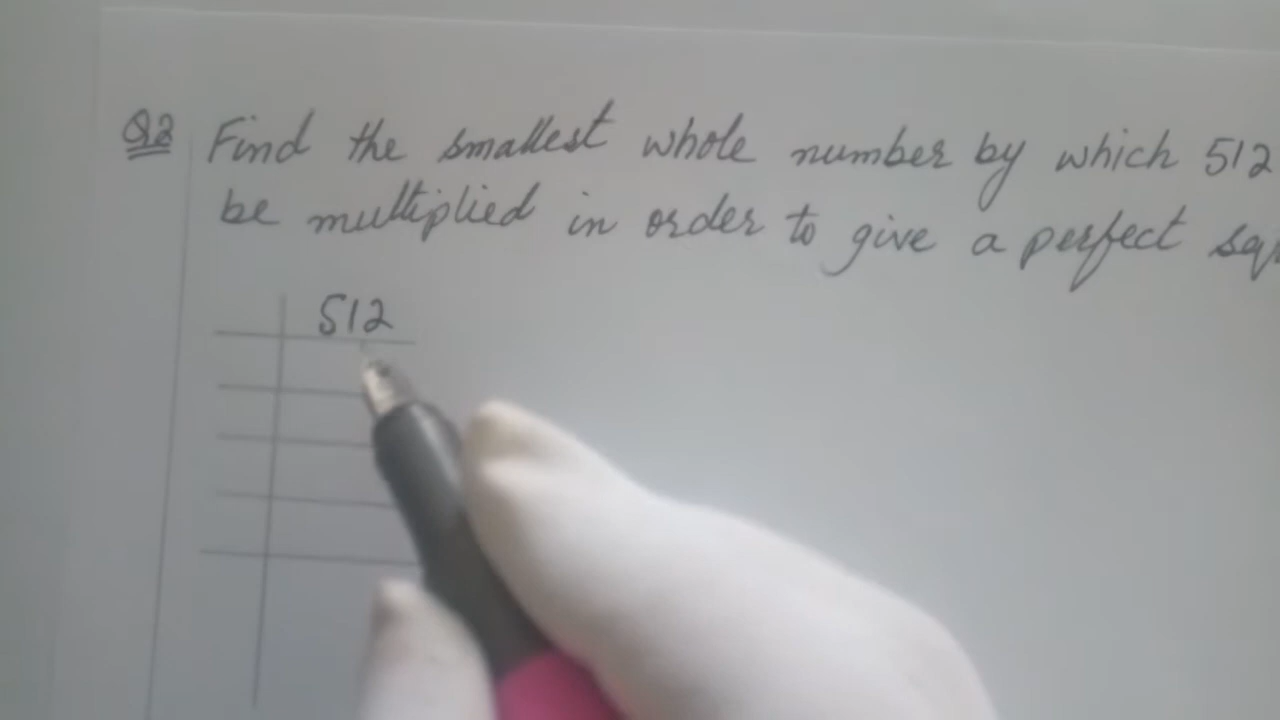 Q2 Find the smallest whole number by which 512
be multiplied in order to give a perfect
512